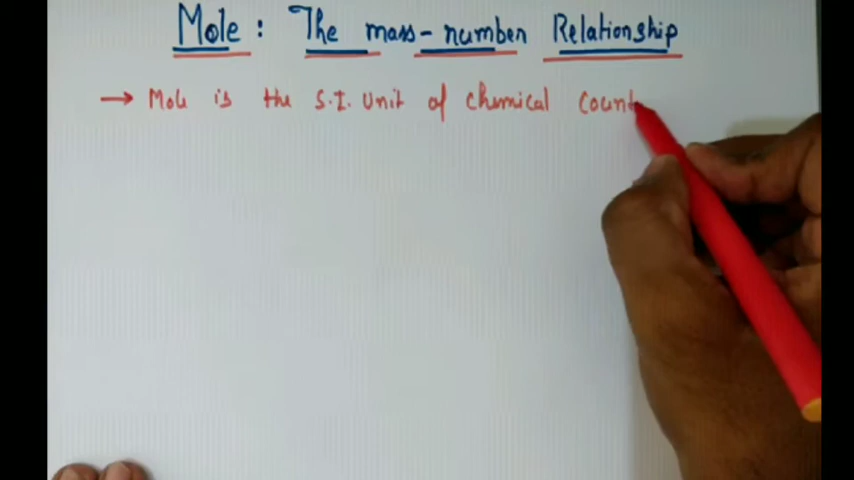 Mole : The mass-number Relationship
→ Mole is the S.I. Unit of chemical count